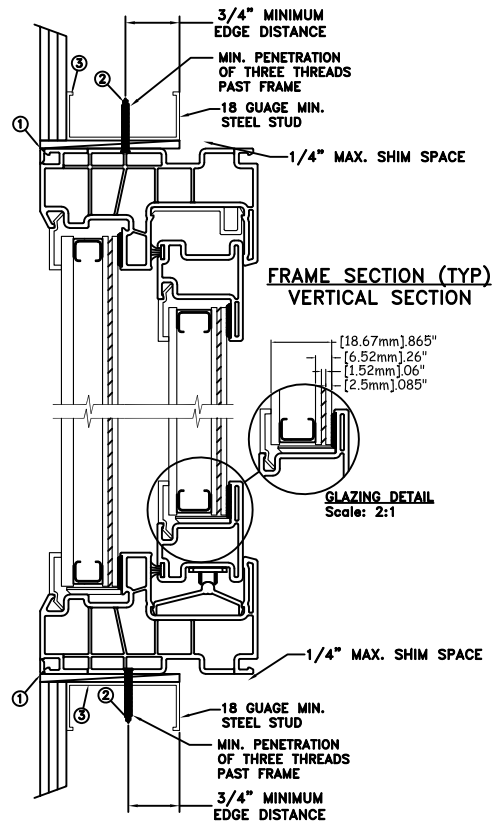 3/4" MINIMUM
EDGE DISTANCE
3
2
MIN. PENETRATION
OF THREE THREADS
PAST FRAME
18 GUAGE MIN.
STEEL STUD
1
1/4" MAX. SHIM SPACE
FRAME SECTION (TYP)
VERTICAL SECTION
[18.67mm].865"
[6.52mm].26"
[1.52mm].06"
[2.5mm].085"
GLAZING DETAIL
Scale: 2:1
1/4" MAX. SHIM SPACE
1
3
2
18 GUAGE MIN.
STEEL STUD
MIN. PENETRATION
OF THREE THREADS
PAST FRAME
3/4" MINIMUM
EDGE DISTANCE